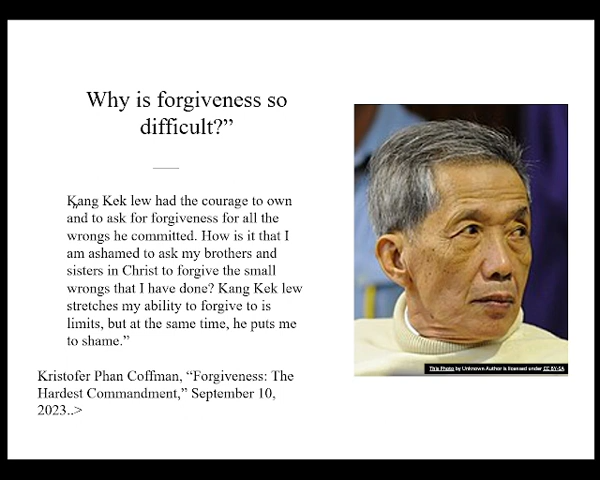 Why is forgiveness so
difficult?”
Kang Kek lew had the courage to own
and to ask for forgiveness for all the
wrongs he committed. How is it that I
am ashamed to ask my brothers and
sisters in Christ to forgive the small
wrongs that I have done? Kang Kek lew
stretches my ability to forgive to is
limits, but at the same time, he puts me
to shame.”
Kristofer Phan Coffman, “Forgiveness: The
Hardest Commandment,” September 10,
2023..>
This Photo by Unknown Author is licensed under CC BY-SA